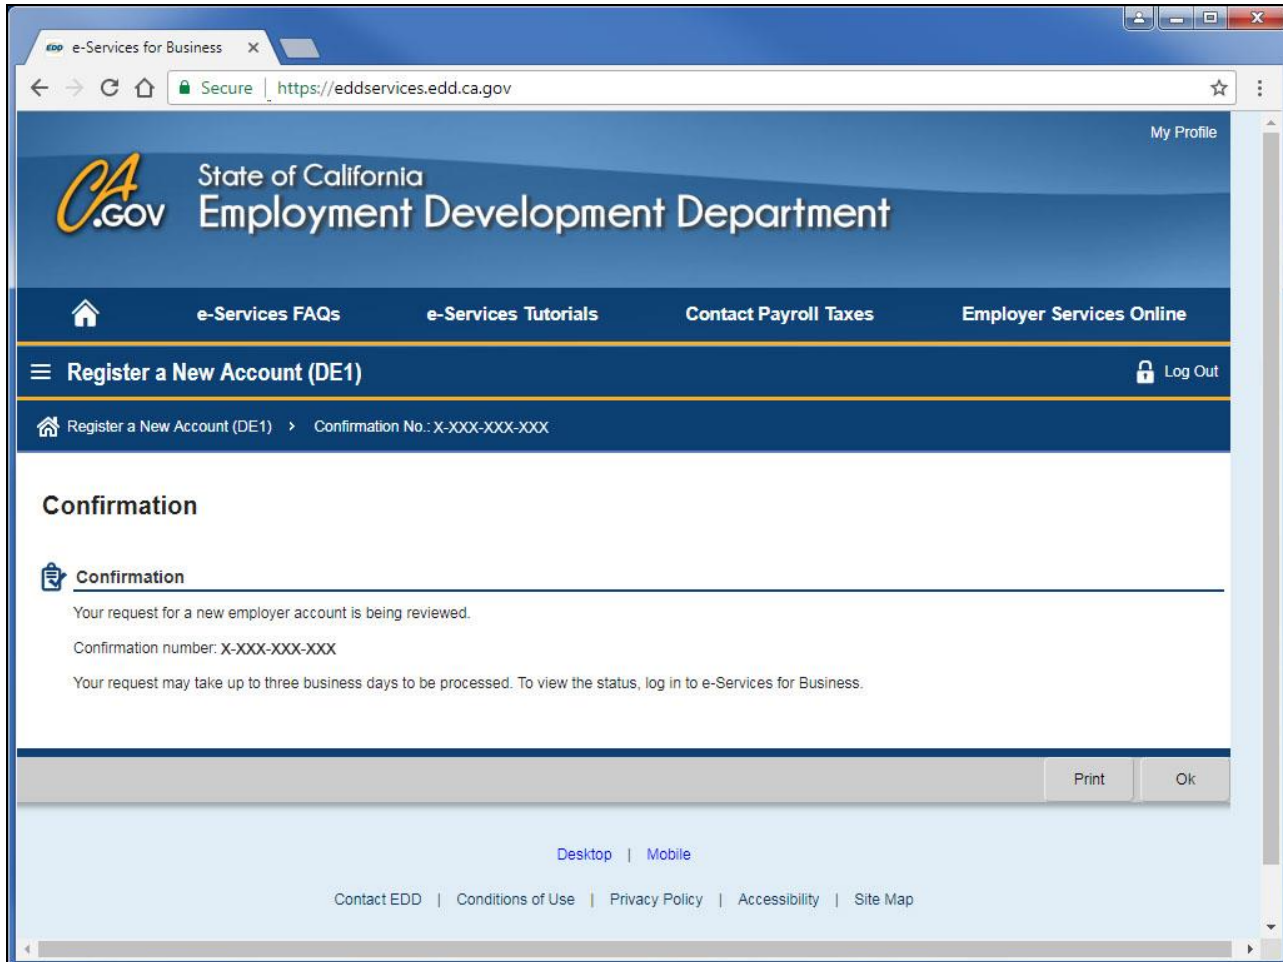 EDD e-Services for Business
Secure | https://eddservices.edd.ca.gov
My Profile
CA.GOV
State of California
Employment Development Department
e-Services FAQs e-Services Tutorials Contact Payroll Taxes Employer Services Online
Register a New Account (DE1) Log Out
Register a New Account (DE1) > Confirmation No.: X-XXX-XXX-XXX
Confirmation
Confirmation
Your request for a new employer account is being reviewed.
Confirmation number: X-XXX-XXX-XXX
Your request may take up to three business days to be processed. To view the status, log in to e-Services for Business.
Print Ok
Desktop | Mobile
Contact EDD | Conditions of Use | Privacy Policy | Accessibility | Site Map